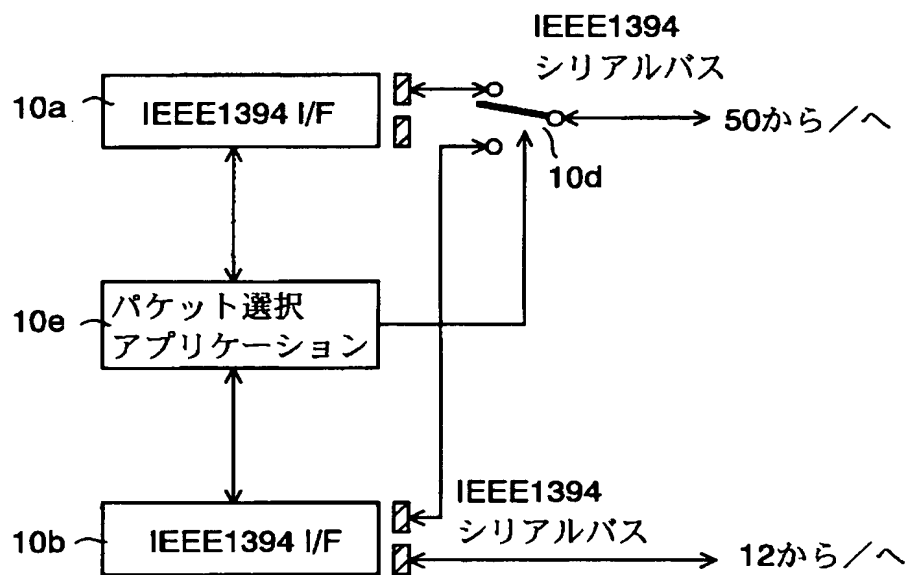 IEEE1394
シリアルバス
10a
IEEE1394 I/F
50から／へ
10d
10e
パケット選択
アプリケーション
IEEE1394
シリアルバス
10b
IEEE1394 I/F
12から／へ